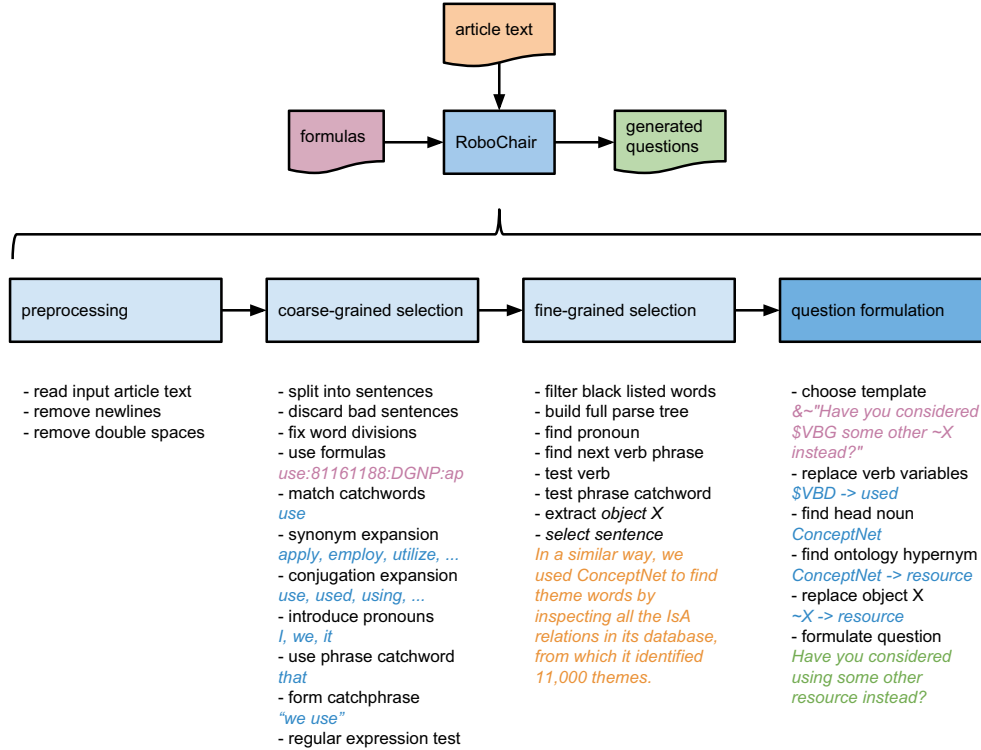 article text
formulas
RoboChair
generated
questions
preprocessing
coarse-grained selection
fine-grained selection
question formulation
- read input article text
- remove newlines
- remove double spaces
- split into sentences
- discard bad sentences
- fix word divisions
- use formulas
use:81161188:DGNP:ap
- match catchwords
use
- synonym expansion
apply, employ, utilize, ...
- conjugation expansion
use, used, using, ...
- introduce pronouns
I, we, it
- use phrase catchword
that
- form catchphrase
“we use”
- regular expression test
- filter black listed words
- build full parse tree
- find pronoun
- find next verb phrase
- test verb
- test phrase catchword
- extract object X
- select sentence
In a similar way, we
used ConceptNet to find
theme words by
inspecting all the IsA
relations in its database,
from which it identified
11,000 themes.
- choose template
&~"Have you considered
$VBG some other ~X
instead?"
- replace verb variables
$VBD -> used
- find head noun
ConceptNet
- find ontology hypernym
ConceptNet -> resource
- replace object X
~X -> resource
- formulate question
Have you considered
using some other
resource instead?